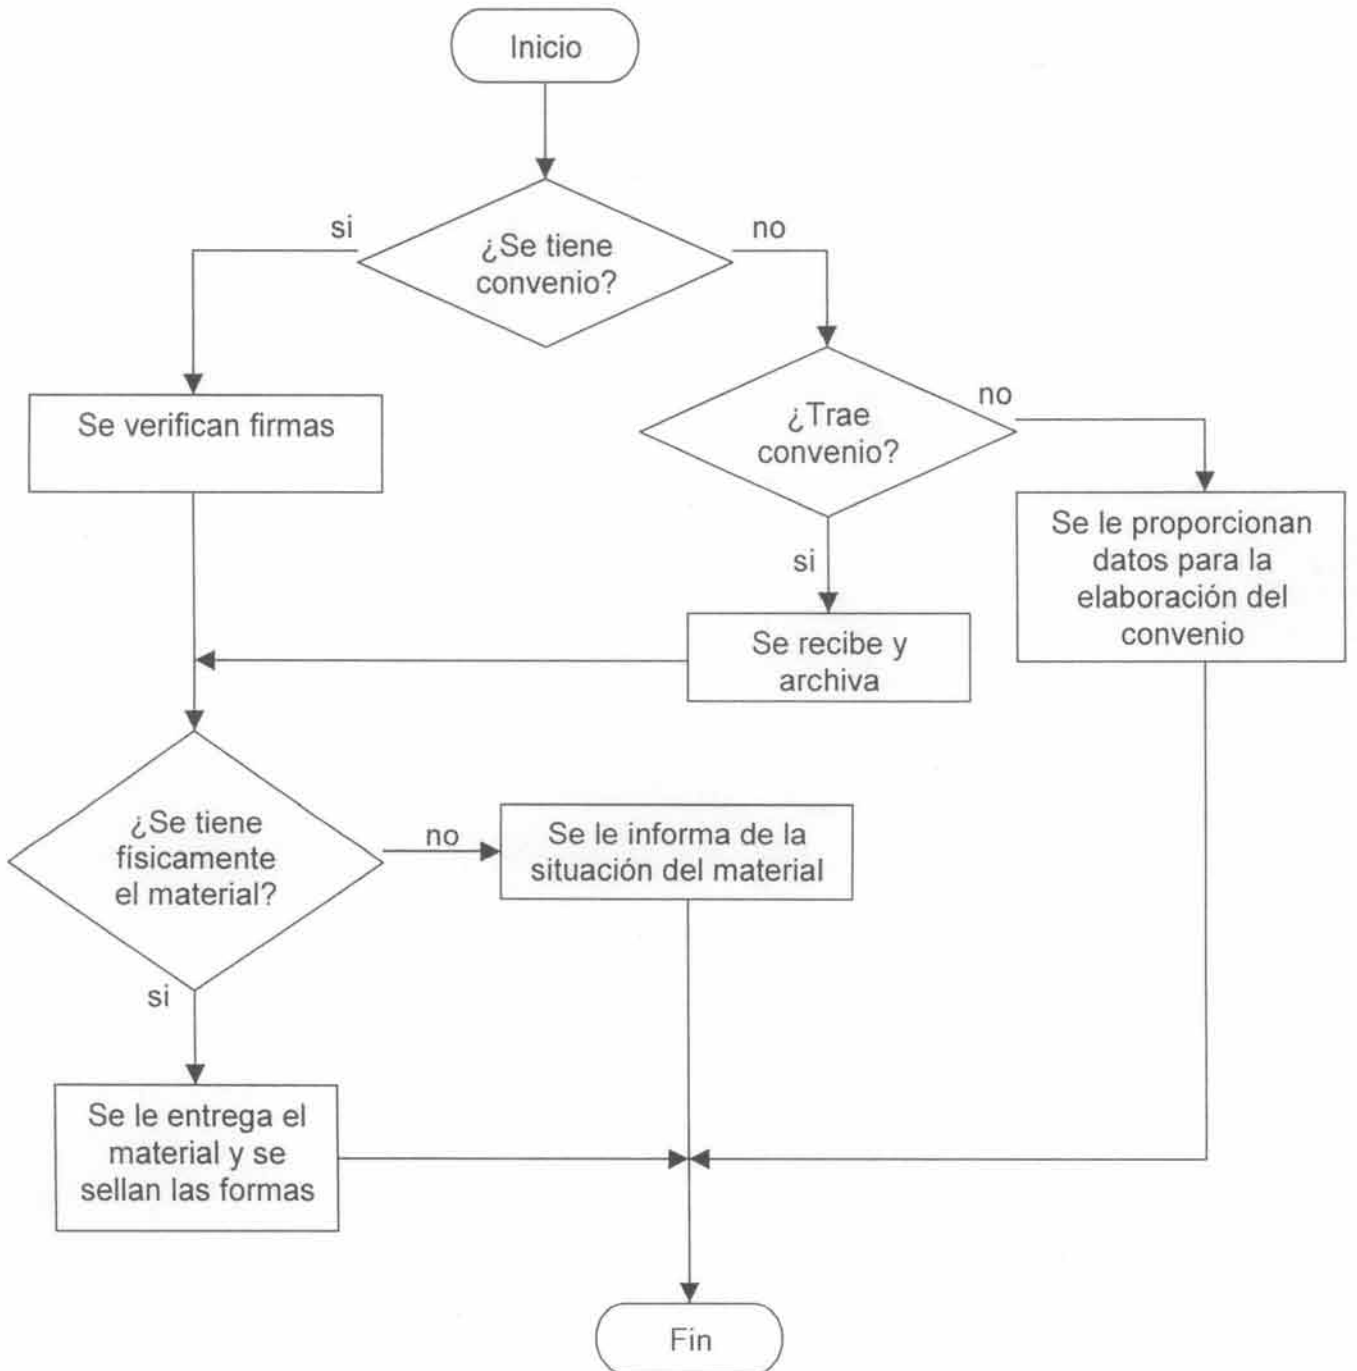 Inicio
si
no
¿Se tiene
convenio?
Se verifican firmas
¿Trae
convenio?
no
si
Se le proporcionan
datos para la
elaboración del
convenio
Se recibe y
archiva
¿Se tiene
físicamente
el material?
no
Se le informa de la
situación del material
si
Se le entrega el
material y se
sellan las formas
Fin